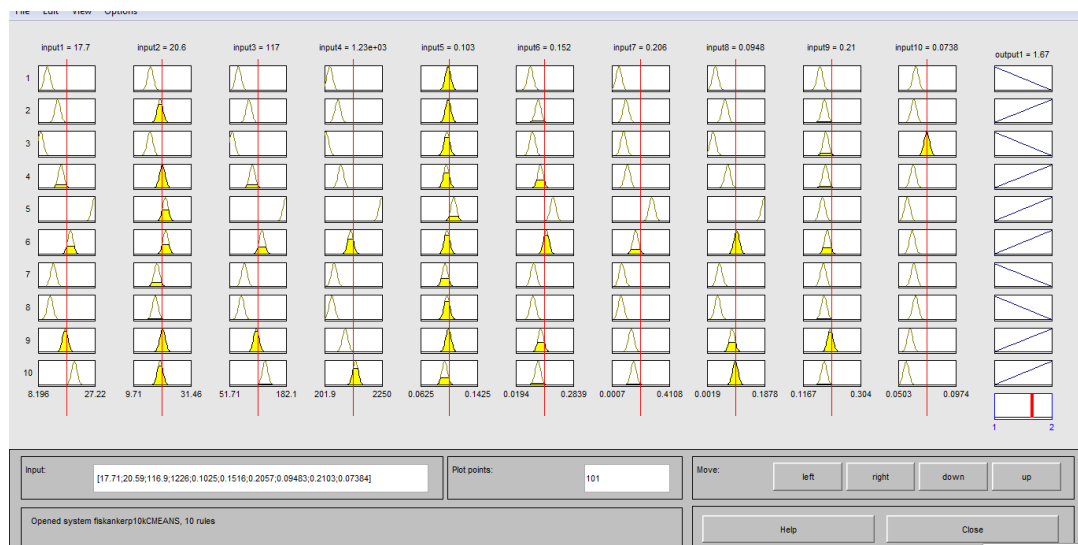 File Edit View Options
input1 = 17.7 input2 = 20.6 input3 = 117 input4 = 1.23e+03 input5 = 0.103 input6 = 0.152 input7 = 0.206 input8 = 0.0948 input9 = 0.21 input10 = 0.0738 output1 = 1.67
1
2
3
4
5
6
7
8
9
10
8.196 27.22 9.71 31.46 51.71 182.1 201.9 2250 0.0625 0.1425 0.0194 0.2839 0.0007 0.4108 0.0019 0.1878 0.1167 0.304 0.0503 0.0974
1 2
Input: [17.71;20.59;116.9;1226;0.1025;0.1516;0.2057;0.09483;0.2103;0.07384] Plot points: 101 Move: left right down up
Opened system fiskankerp10kCMEANS, 10 rules Help Close